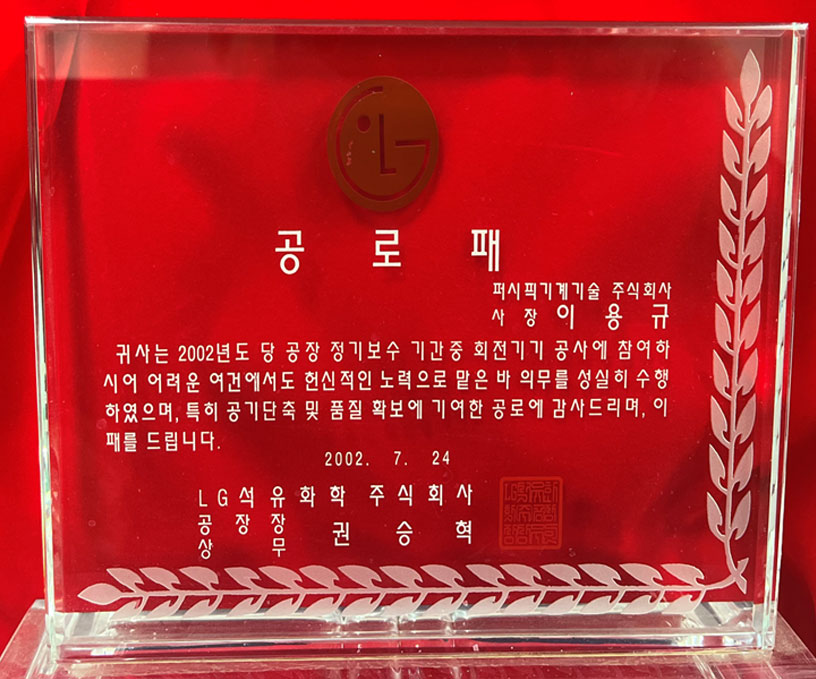 LG
공로패
퍼시픽기계기술 주식회사
사장 이용규
귀사는 2002년도 당 공장 정기보수 기간중 회전기기 공사에 참여하
시어 어려운 여건에서도 헌신적인 노력으로 맡은 바 의무를 성실히 수행
하였으며, 특히 공기단축 및 품질 확보에 기여한 공로에 감사드리며, 이
패를 드립니다.
2002. 7. 24
LG석유화학 주식회사
공장장
상무 권승혁